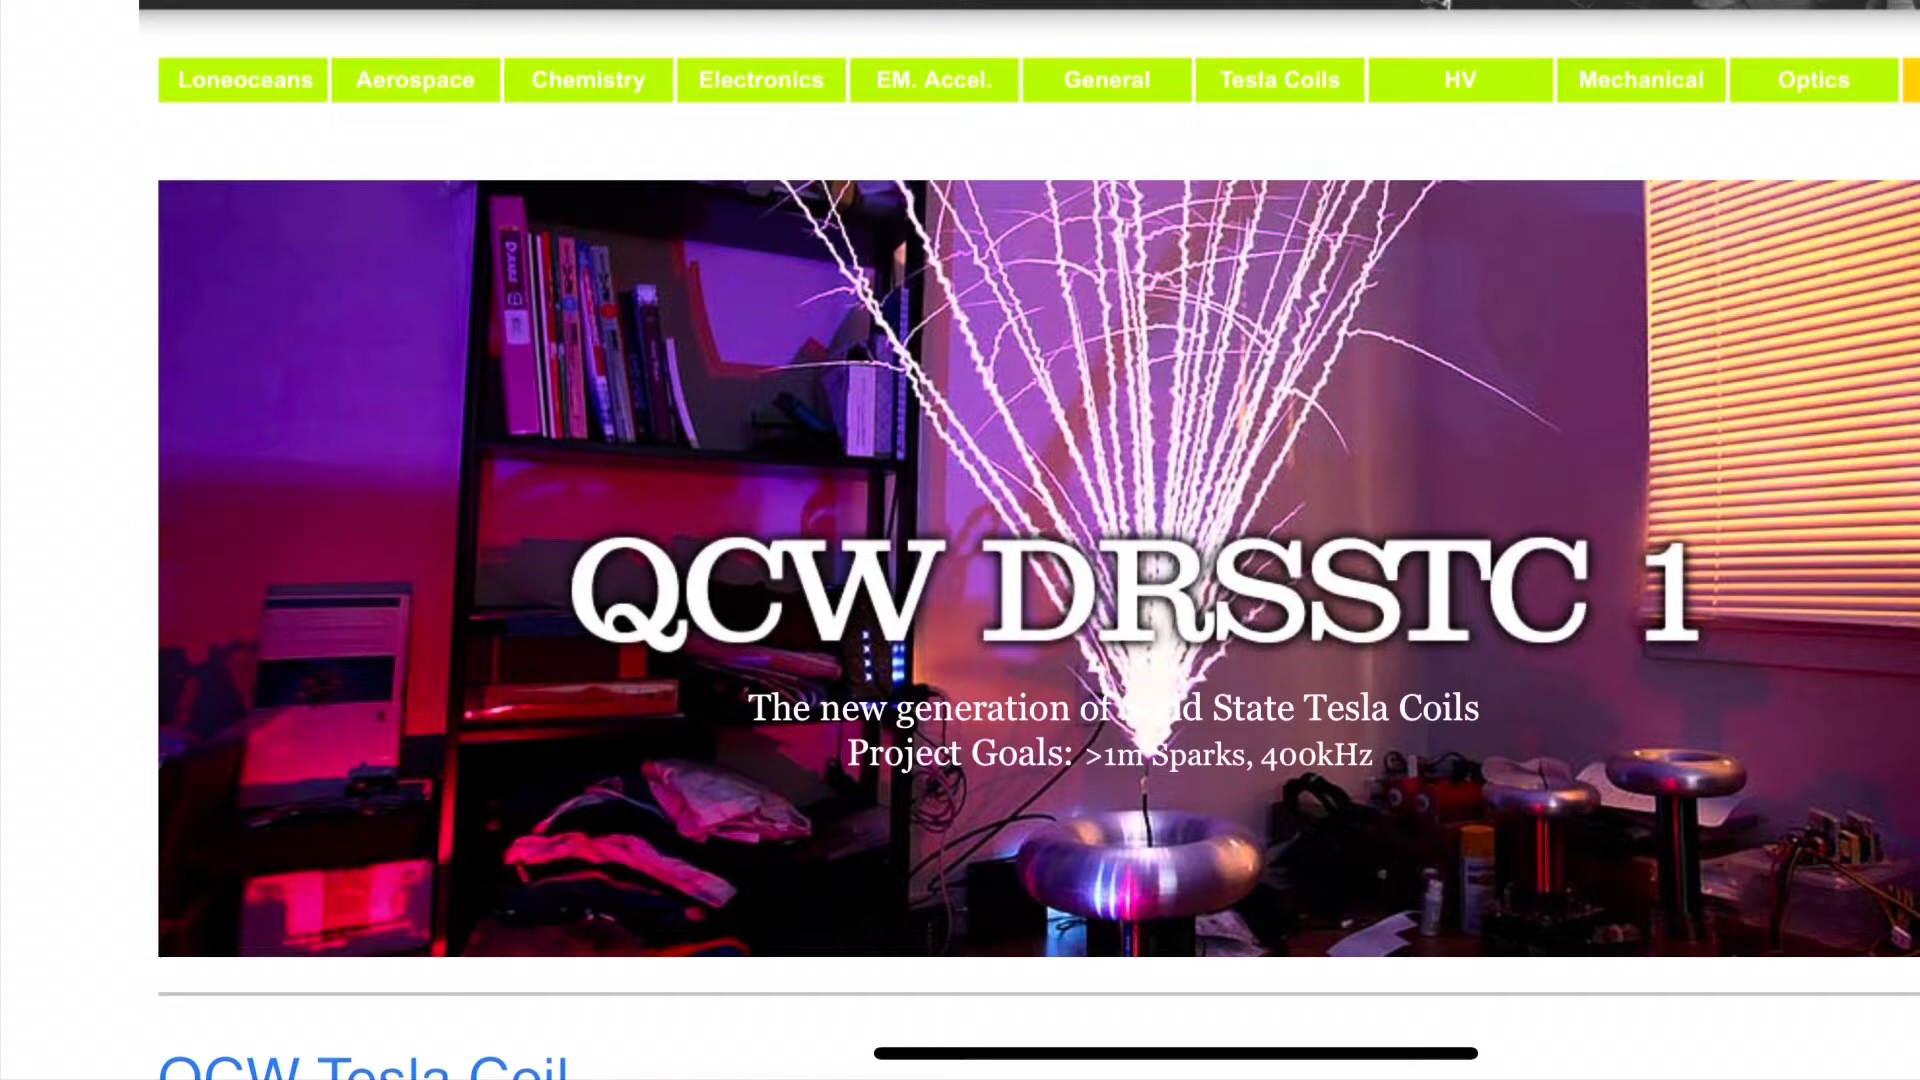 Loneoceans Aerospace Chemistry Electronics EM. Accel. General Tesla Coils HV Mechanical Optics
QCW DRSSTC 1
The new generation of State Tesla Coils
Project Goals: >1m Sparks, 400kHz
QCW Tesla Coil